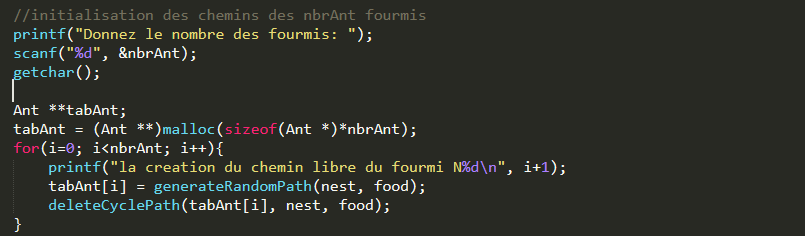 //initialisation des chemins des nbrAnt fourmis
printf("Donnez le nombre des fourmis: ");
scanf("%d", &nbrAnt);
getchar();
Ant **tabAnt;
tabAnt = (Ant **)malloc(sizeof(Ant *)*nbrAnt);
for(i=0; i<nbrAnt; i++){
printf("la creation du chemin libre du fourmi N%d\n", i+1);
tabAnt[i] = generateRandomPath(nest, food);
deleteCyclePath(tabAnt[i], nest, food);
}